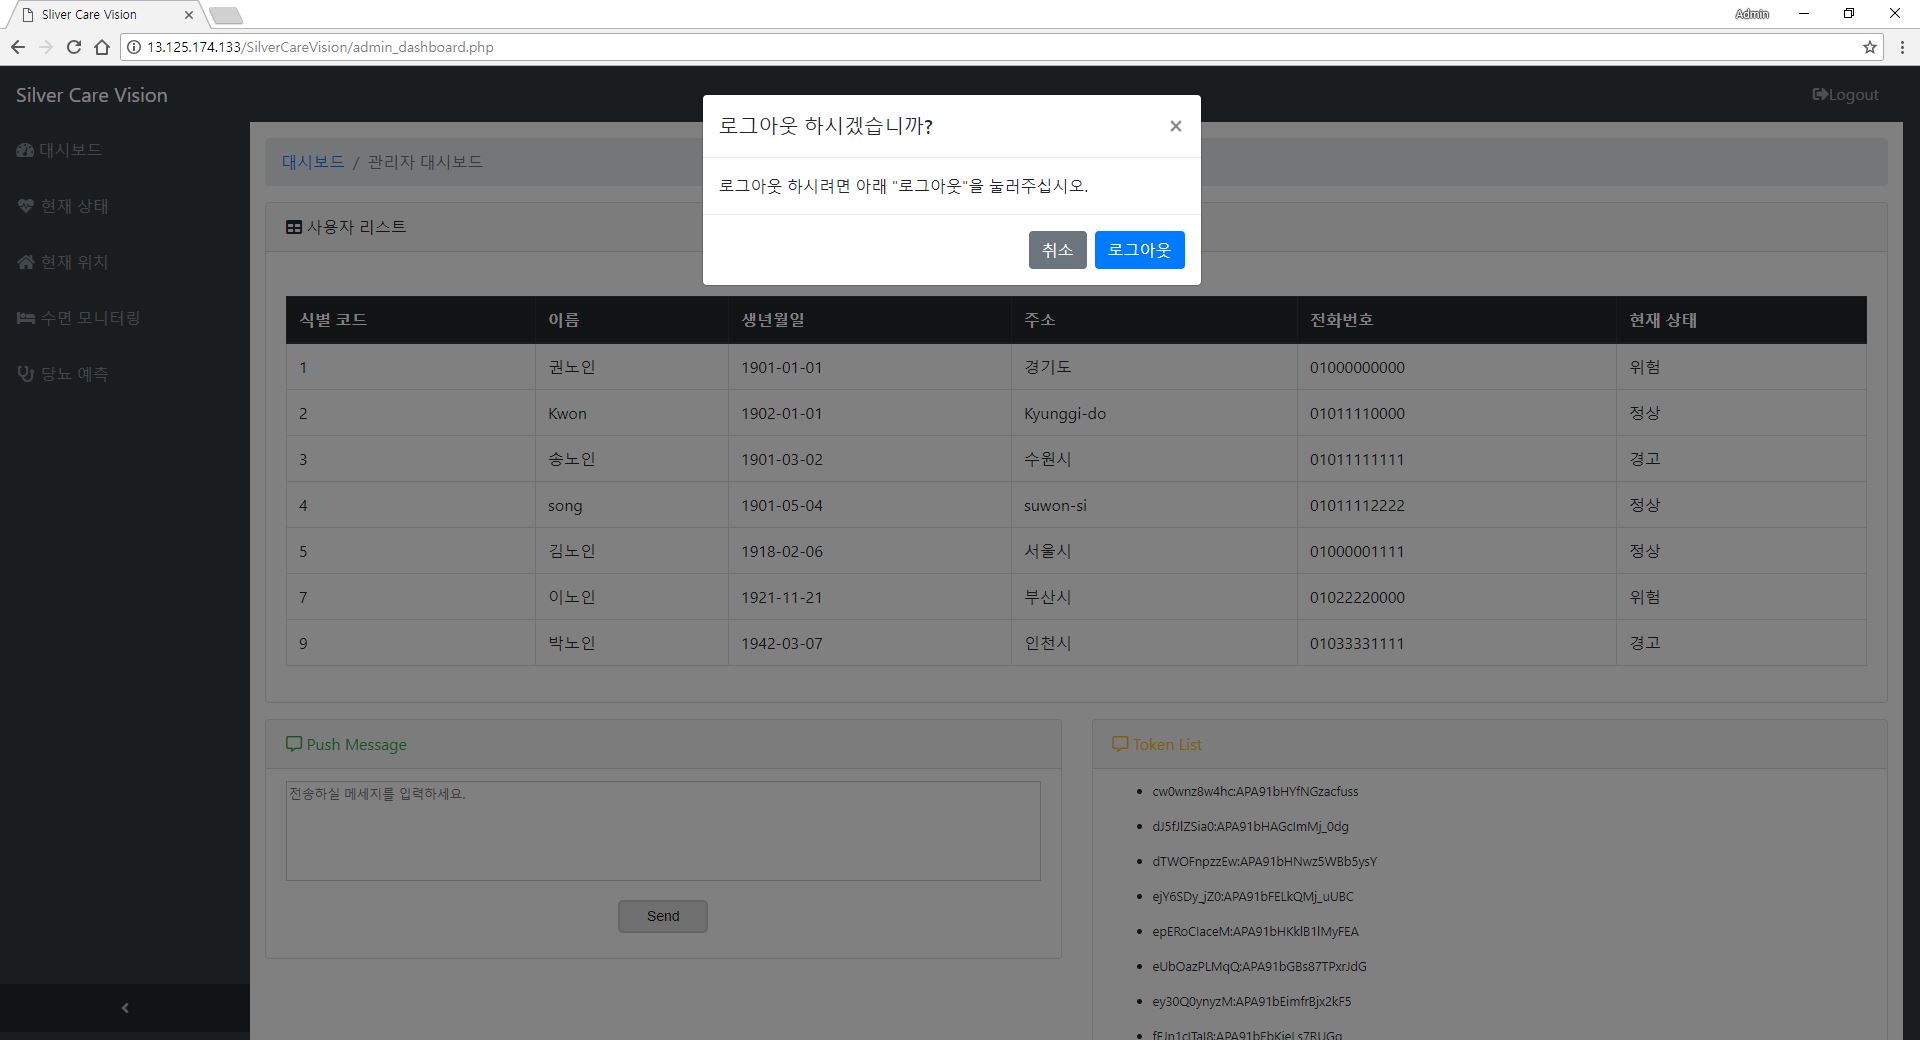 Sliver Care Vision
Admin
13.125.174.133/SilverCareVision/admin_dashboard.php
Silver Care Vision
Logout
로그아웃 하시겠습니까?
×
로그아웃 하시려면 아래 "로그아웃"을 눌러주십시오.
취소 로그아웃
대시보드
현재 상태
현재 위치
수면 모니터링
당뇨 예측
대시보드 / 관리자 대시보드
사용자 리스트
식별 코드 이름 생년월일 주소 전화번호 현재 상태
1 권노인 1901-01-01 경기도 01000000000 위험
2 Kwon 1902-01-01 Kyunggi-do 01011110000 정상
3 송노인 1901-03-02 수원시 01011111111 경고
4 song 1901-05-04 suwon-si 01011112222 정상
5 김노인 1918-02-06 서울시 01000001111 정상
7 이노인 1921-11-21 부산시 01022220000 위험
9 박노인 1942-03-07 인천시 01033331111 경고
Push Message
전송하실 메세지를 입력하세요.
Send
Token List
cw0wnz8w4hc:APA91bHYfNGzacfuss
dJ5fJlZSia0:APA91bHAGcImMj_0dg
dTWOFnpzzEw:APA91bHNwz5WBb5ysY
ejY6SDy_jZ0:APA91bFELkQMj_uUBC
epERoCIaceM:APA91bHKklB1lMyFEA
eUbOazPLMqQ:APA91bGBs87TPxrJdG
ey30Q0ynyzM:APA91bEimfrBjx2kF5